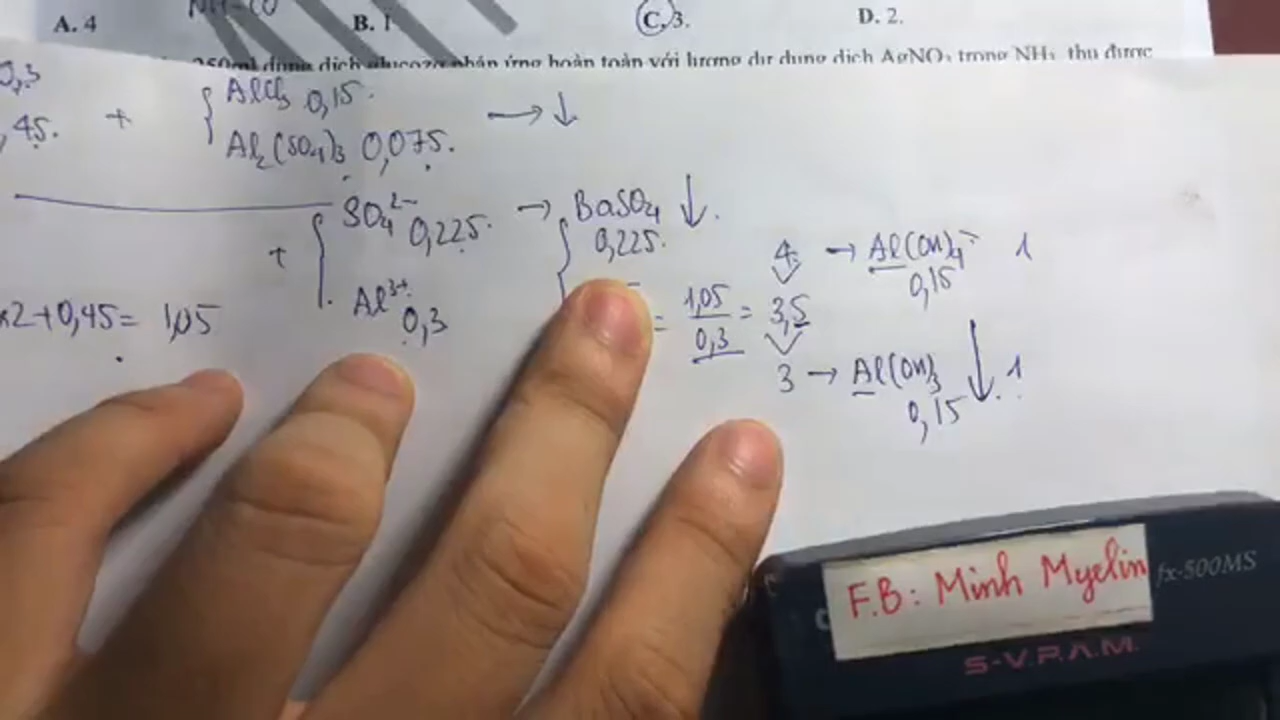 A. 4 B. 1 C. 3. D. 2.
250ml dung dịch glucozơ phản ứng hoàn toàn với lượng dư dung dịch AgNO3 trong NH3 thu được
0,3
,45. + { AlCl3 0,15. → ↓
Al2(SO4)3 0,075.
+ { SO4 2- 0,225. → { BaSO4 ↓.
0,225.
Al3+ 0,3
x2+0,45= 1,05
= 1,05/0,3 = 3,5
4 → Al(OH)4- 1
0,15
3 → Al(OH)3 ↓ 1
0,15
F.B: Minh Myelin
fx-500MS
S-V.P.A.M.